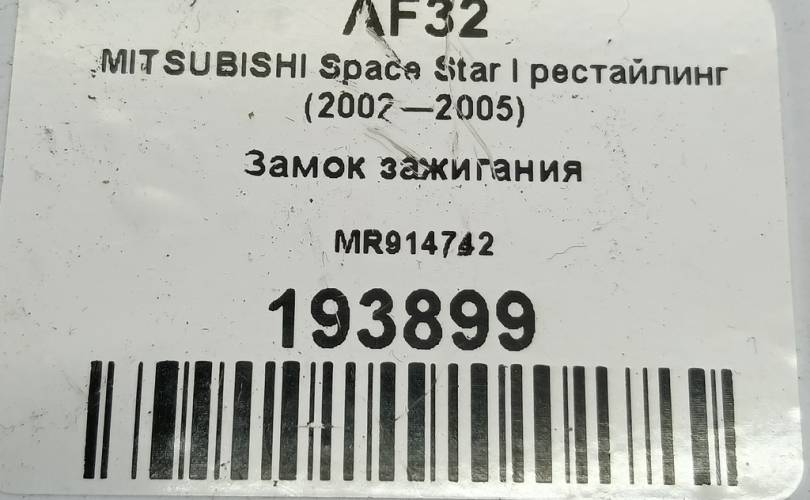 AF32
MITSUBISHI Space Star I рестайлинг
(2002—2005)
Замок зажигания
MR914742
193899